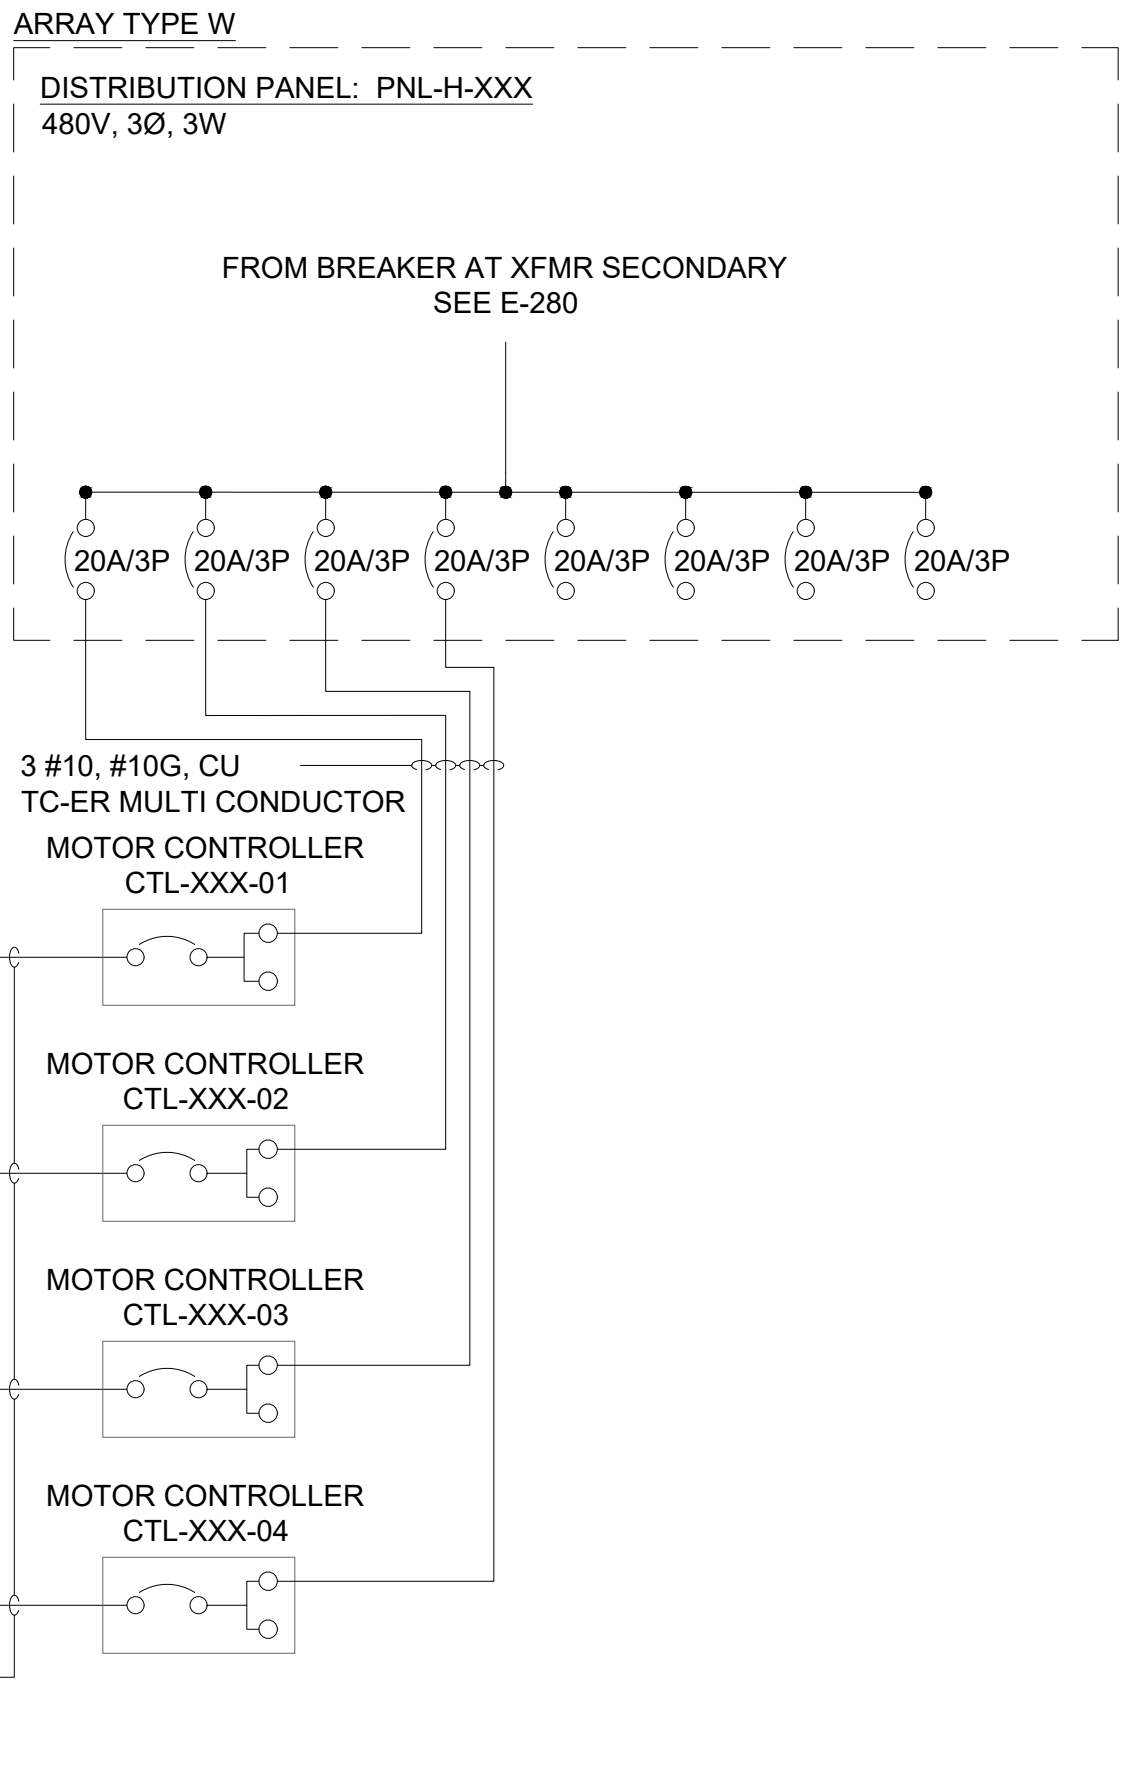 ARRAY TYPE W
DISTRIBUTION PANEL: PNL-H-XXX
480V, 3Ø, 3W
FROM BREAKER AT XFMR SECONDARY
SEE E-280
20A/3P 20A/3P 20A/3P 20A/3P 20A/3P 20A/3P 20A/3P 20A/3P
3 #10, #10G, CU
TC-ER MULTI CONDUCTOR
MOTOR CONTROLLER
CTL-XXX-01
MOTOR CONTROLLER
CTL-XXX-02
MOTOR CONTROLLER
CTL-XXX-03
MOTOR CONTROLLER
CTL-XXX-04